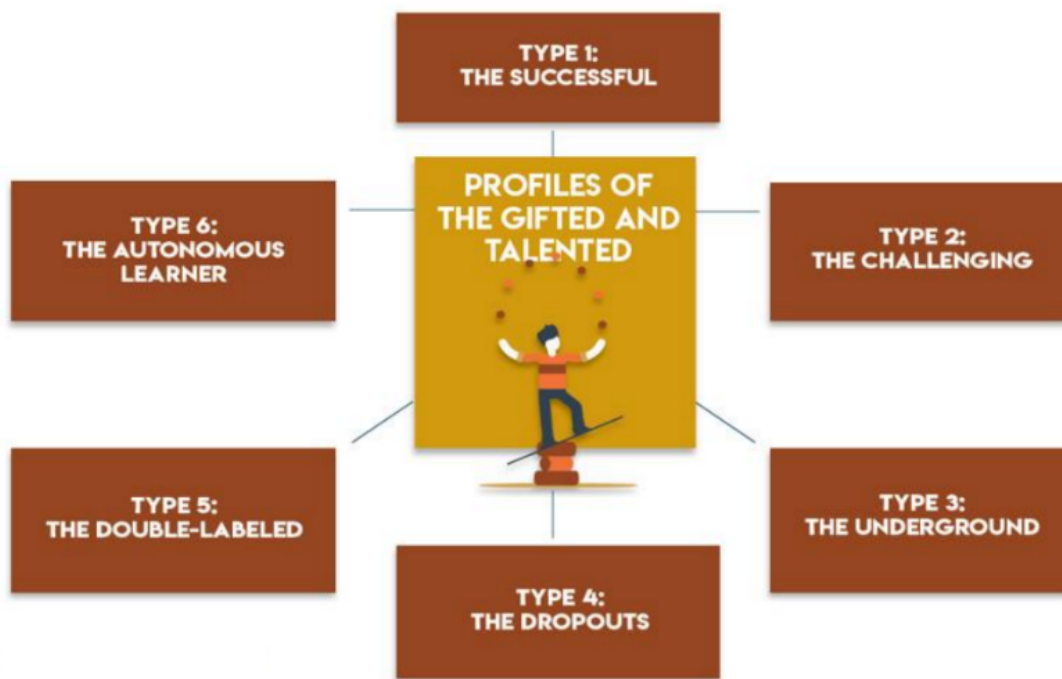 TYPE 1:
THE SUCCESSFUL
PROFILES OF
THE GIFTED AND
TALENTED
TYPE 6:
THE AUTONOMOUS
LEARNER
TYPE 2:
THE CHALLENGING
TYPE 5:
THE DOUBLE-LABELED
TYPE 3:
THE UNDERGROUND
TYPE 4:
THE DROPOUTS